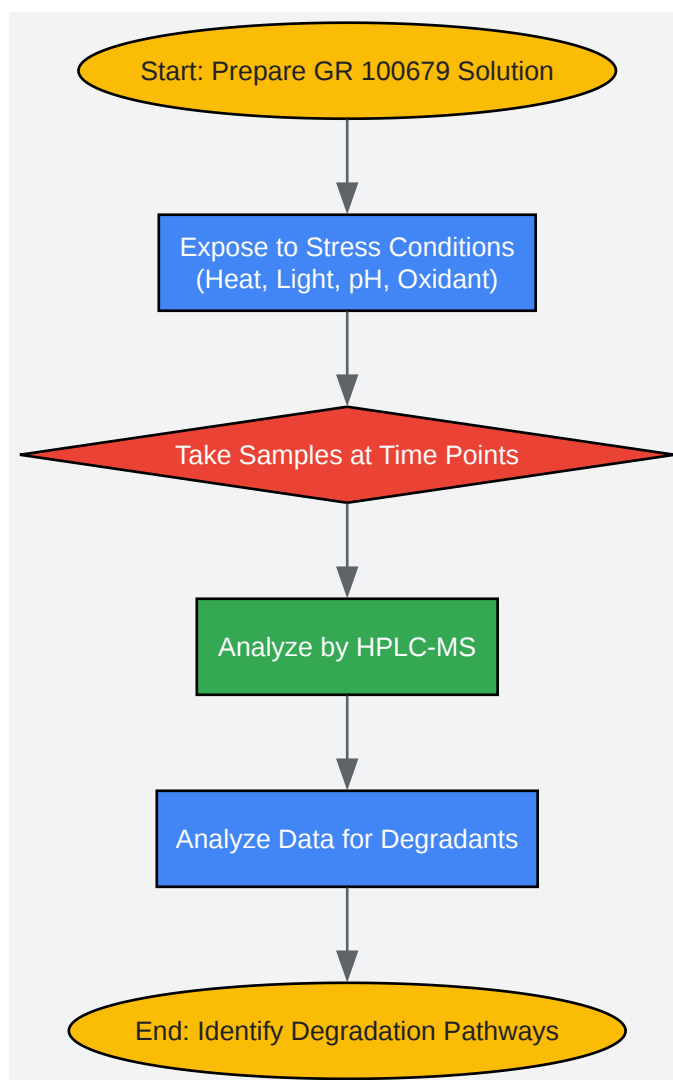 Start: Prepare GR 100679 Solution
Expose to Stress Conditions
(Heat, Light, pH, Oxidant)
Take Samples at Time Points
Analyze by HPLC-MS
Analyze Data for Degradants
End: Identify Degradation Pathways